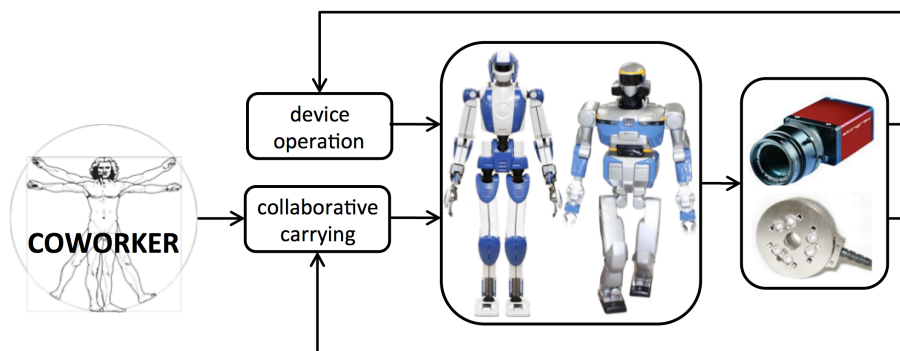 device
operation
collaborative
carrying
COWORKER